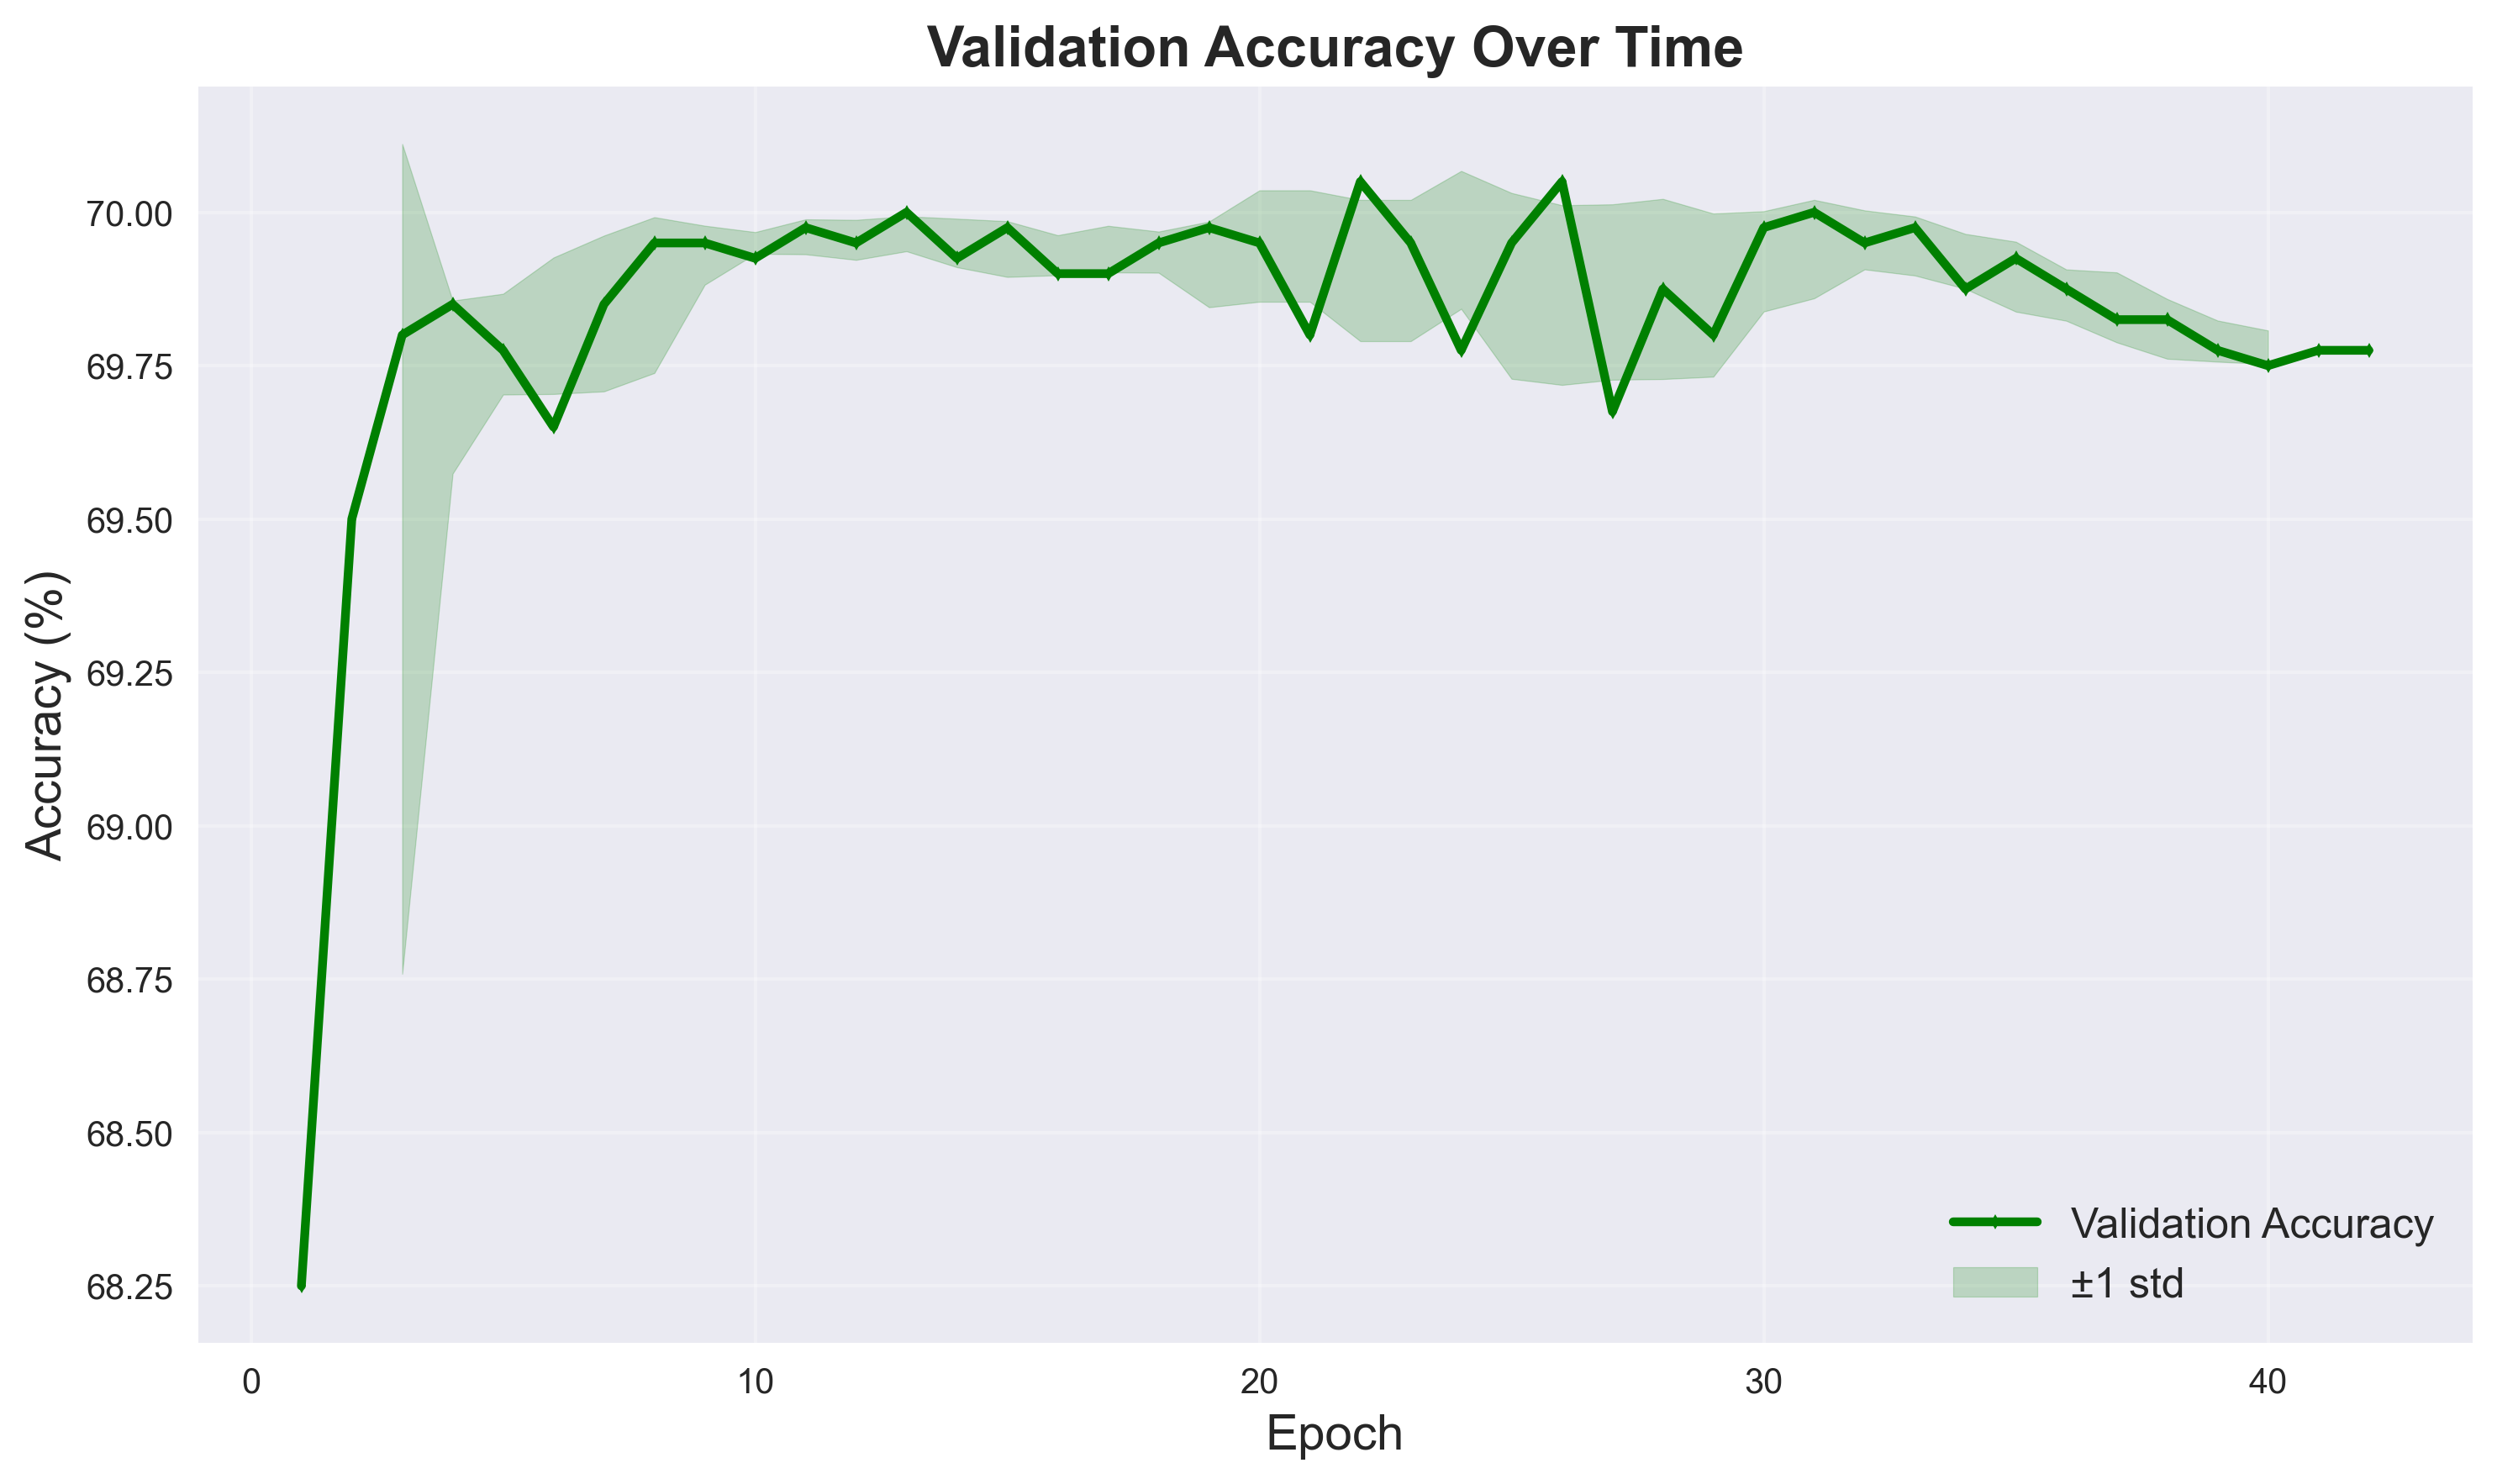 Validation Accuracy Over Time
Accuracy (%)
70.00
69.75
69.50
69.25
69.00
68.75
68.50
68.25
Validation Accuracy
±1 std
0 10 20 30 40
Epoch